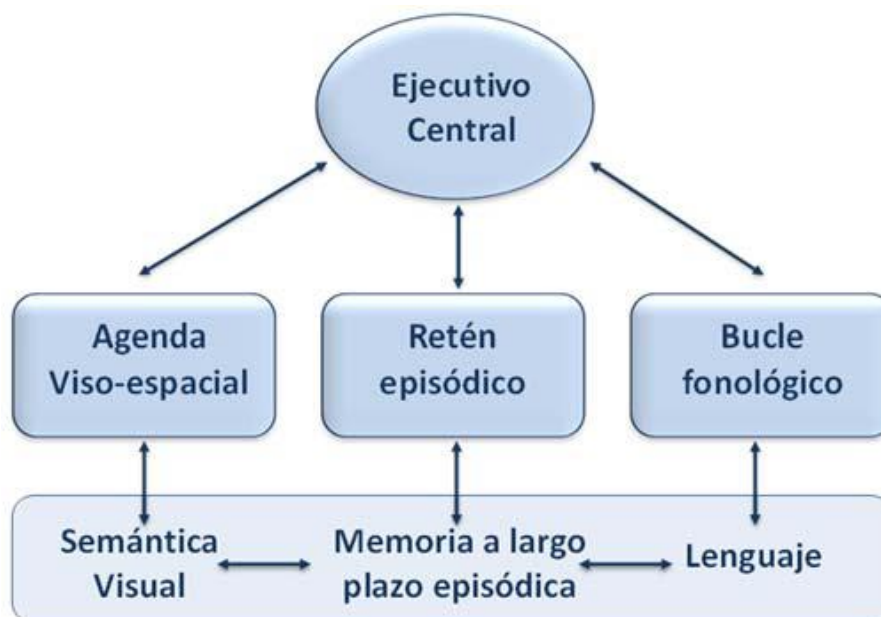 Ejecutivo
Central
Agenda
Viso-espacial
Retén
episódico
Bucle
fonológico
Semántica
Visual
Memoria a largo
plazo episódica
Lenguaje